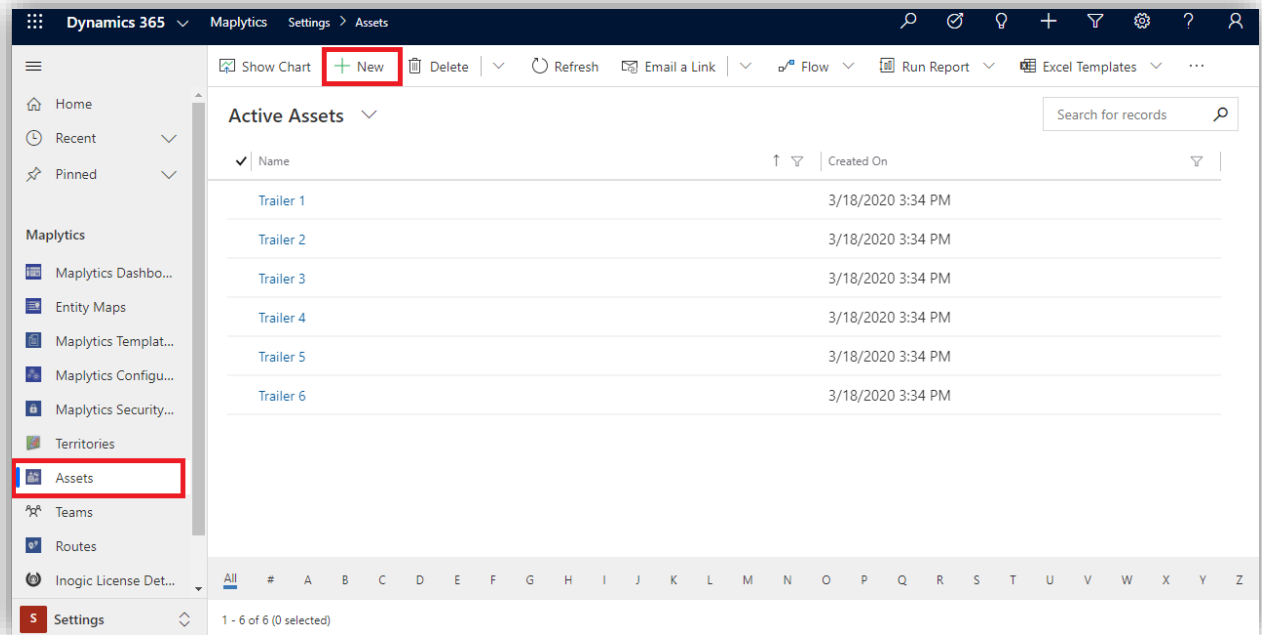 Dynamics 365 Maplytics Settings > Assets
Show Chart New Delete Refresh Email a Link Flow Run Report Excel Templates
Home
Recent
Pinned
Maplytics
Maplytics Dashbo...
Entity Maps
Maplytics Templat...
Maplytics Configu...
Maplytics Security...
Territories
Assets
Teams
Routes
Inogic License Det...
S Settings
Active Assets
Search for records
Name Created On
Trailer 1 3/18/2020 3:34 PM
Trailer 2 3/18/2020 3:34 PM
Trailer 3 3/18/2020 3:34 PM
Trailer 4 3/18/2020 3:34 PM
Trailer 5 3/18/2020 3:34 PM
Trailer 6 3/18/2020 3:34 PM
All # A B C D E F G H I J K L M N O P Q R S T U V W X Y Z
1 - 6 of 6 (0 selected)